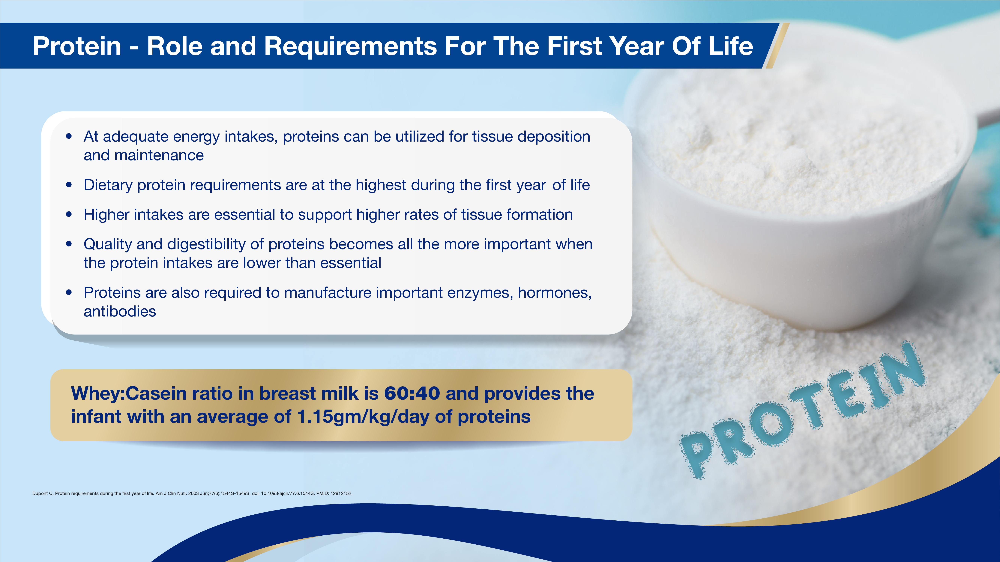 Protein - Role and Requirements For The First Year Of Life
• At adequate energy intakes, proteins can be utilized for tissue deposition
and maintenance
• Dietary protein requirements are at the highest during the first year of life
• Higher intakes are essential to support higher rates of tissue formation
• Quality and digestibility of proteins becomes all the more important when
the protein intakes are lower than essential
• Proteins are also required to manufacture important enzymes, hormones,
antibodies
Whey:Casein ratio in breast milk is 60:40 and provides the
infant with an average of 1.15gm/kg/day of proteins
PROTEIN
Dupont C. Protein requirements during the first year of life. Am J Clin Nutr. 2003 Jun;77(6):1544S-1549S. doi: 10.1093/ajcn/77.6.1544S. PMID: 12812152.